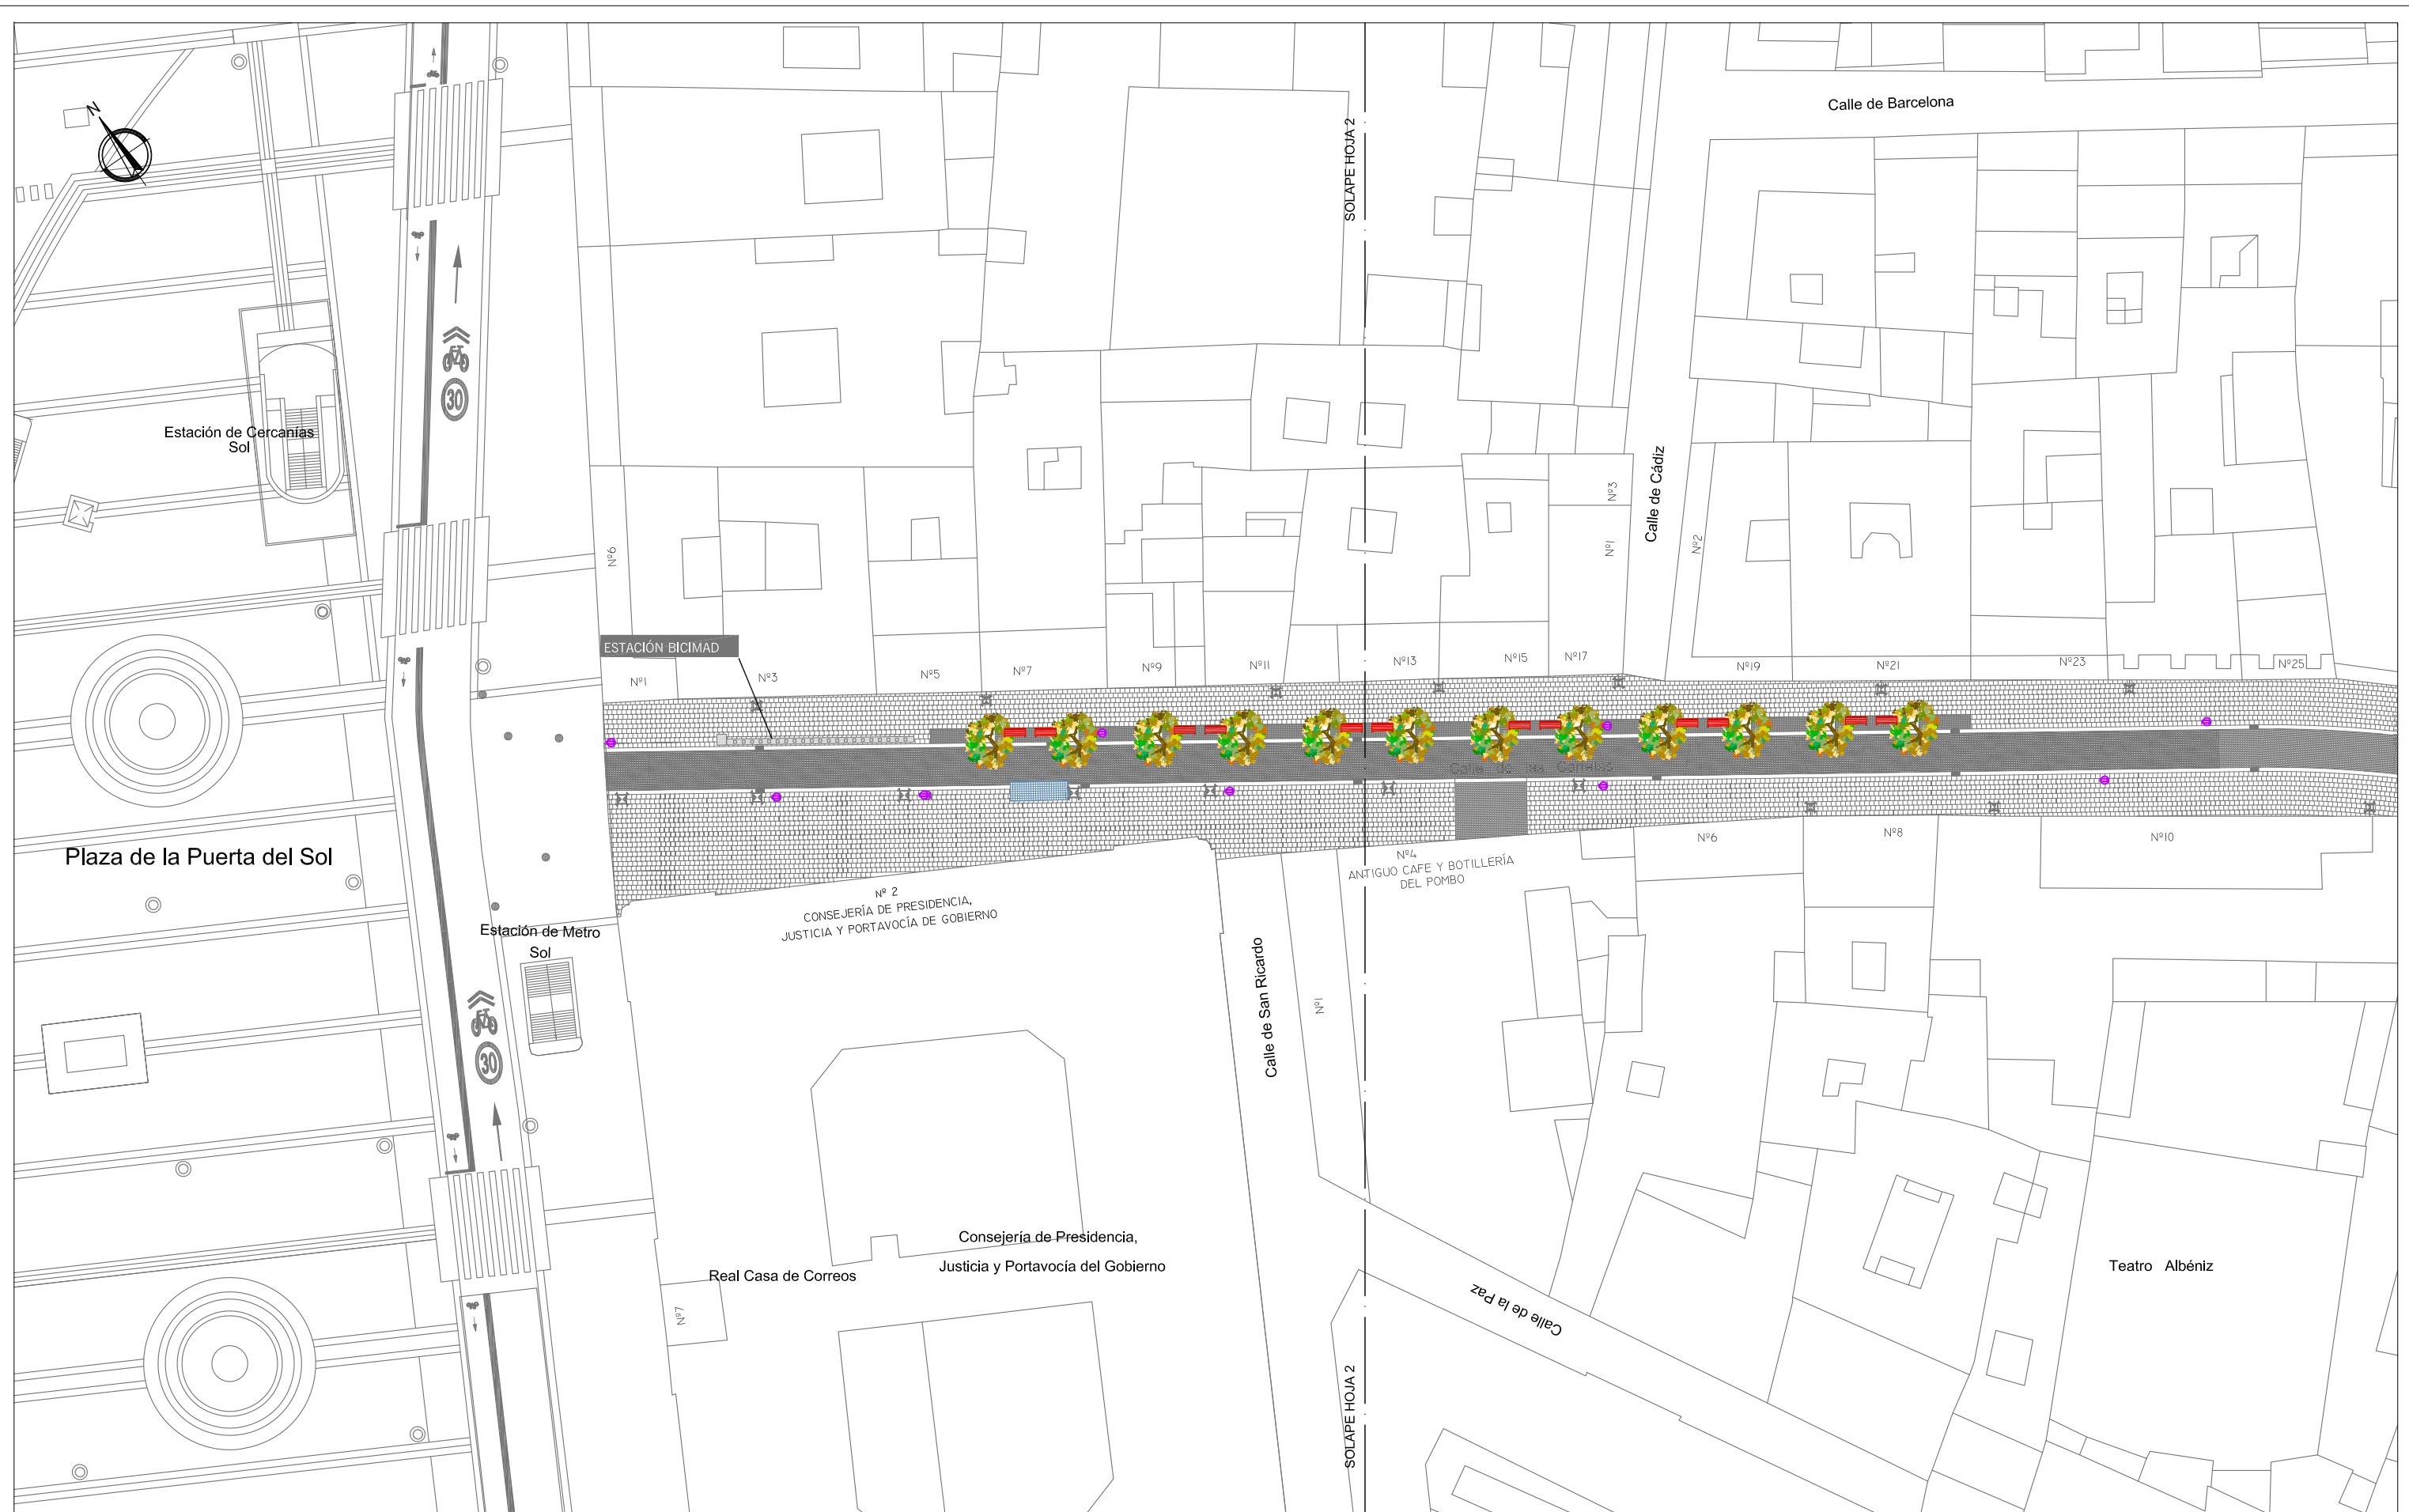 Calle de Barcelona
SOLAPE HOJA 2
N
30
Estación de Cercanías
Sol
Calle de Cádiz
Nº3
Nº1
Nº2
Nº6
ESTACIÓN BICIMAD
Nº1
Nº3
Nº5
Nº7
Nº9
Nº11
Nº13
Nº15
Nº17
Nº19
Nº21
Nº23
Nº25
Calle de las Carretas
Plaza de la Puerta del Sol
Nº 2
CONSEJERÍA DE PRESIDENCIA,
JUSTICIA Y PORTAVOCÍA DE GOBIERNO
Nº4
ANTIGUO CAFE Y BOTILLERÍA
DEL POMBO
Nº6
Nº8
Nº10
Estación de Metro
Sol
Calle de San Ricardo
Nº1
30
Consejería de Presidencia,
Justicia y Portavocía del Gobierno
Real Casa de Correos
Nº7
Teatro Albéniz
Calle de la Paz
SOLAPE HOJA 2